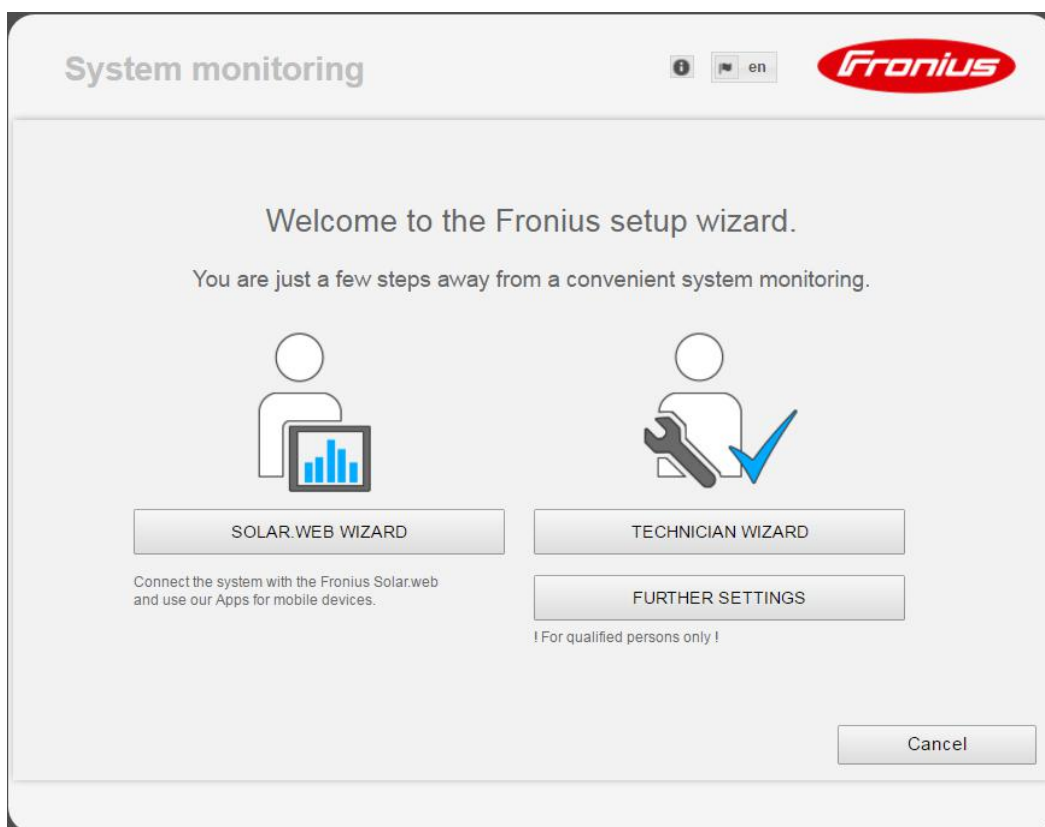 System monitoring
en
Fronius
Welcome to the Fronius setup wizard.
You are just a few steps away from a convenient system monitoring.
SOLAR.WEB WIZARD
Connect the system with the Fronius Solar.web
and use our Apps for mobile devices.
TECHNICIAN WIZARD
FURTHER SETTINGS
! For qualified persons only !
Cancel